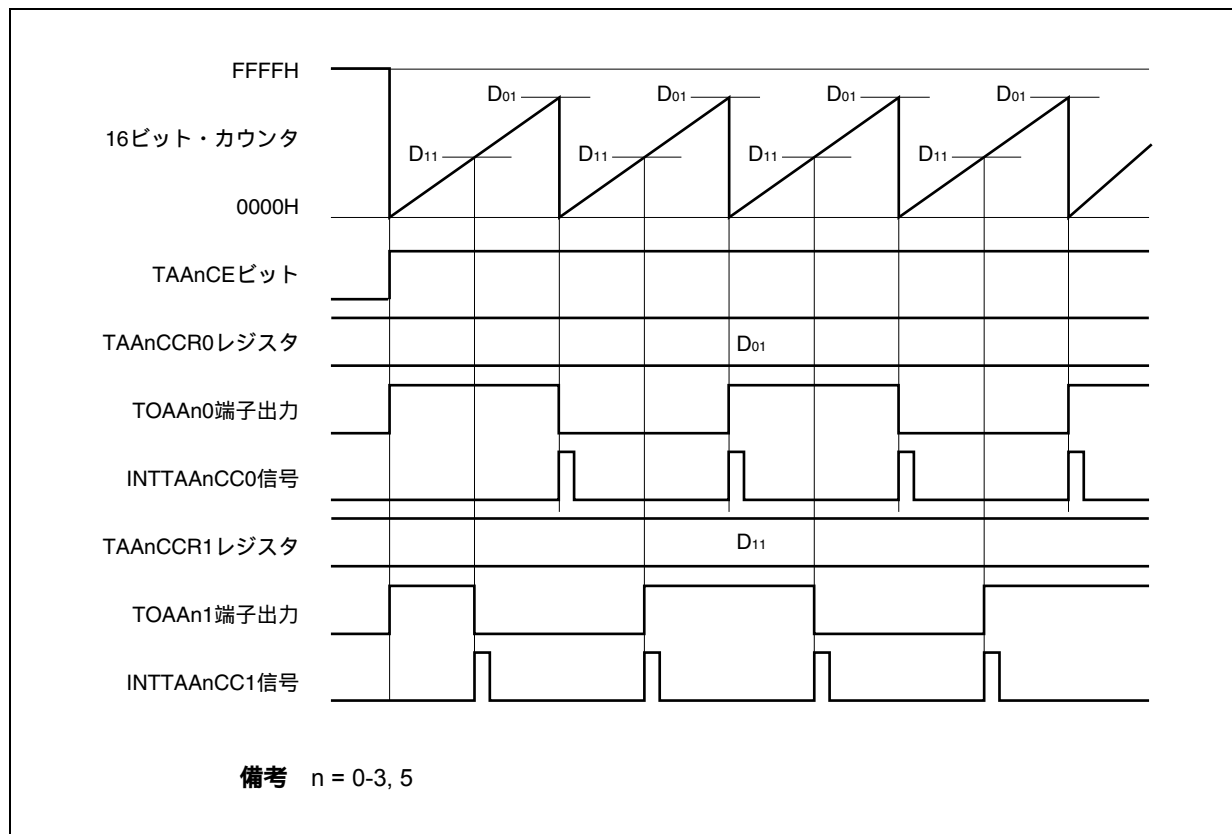 FFFFH
D01 D01 D01 D01
16ビット・カウンタ
D11 D11 D11 D11
0000H
TAAnCEビット
TAAnCCR0レジスタ D01
TOAAn0端子出力
INTTAAnCC0信号
TAAnCCR1レジスタ D11
TOAAn1端子出力
INTTAAnCC1信号
備考 n = 0-3, 5